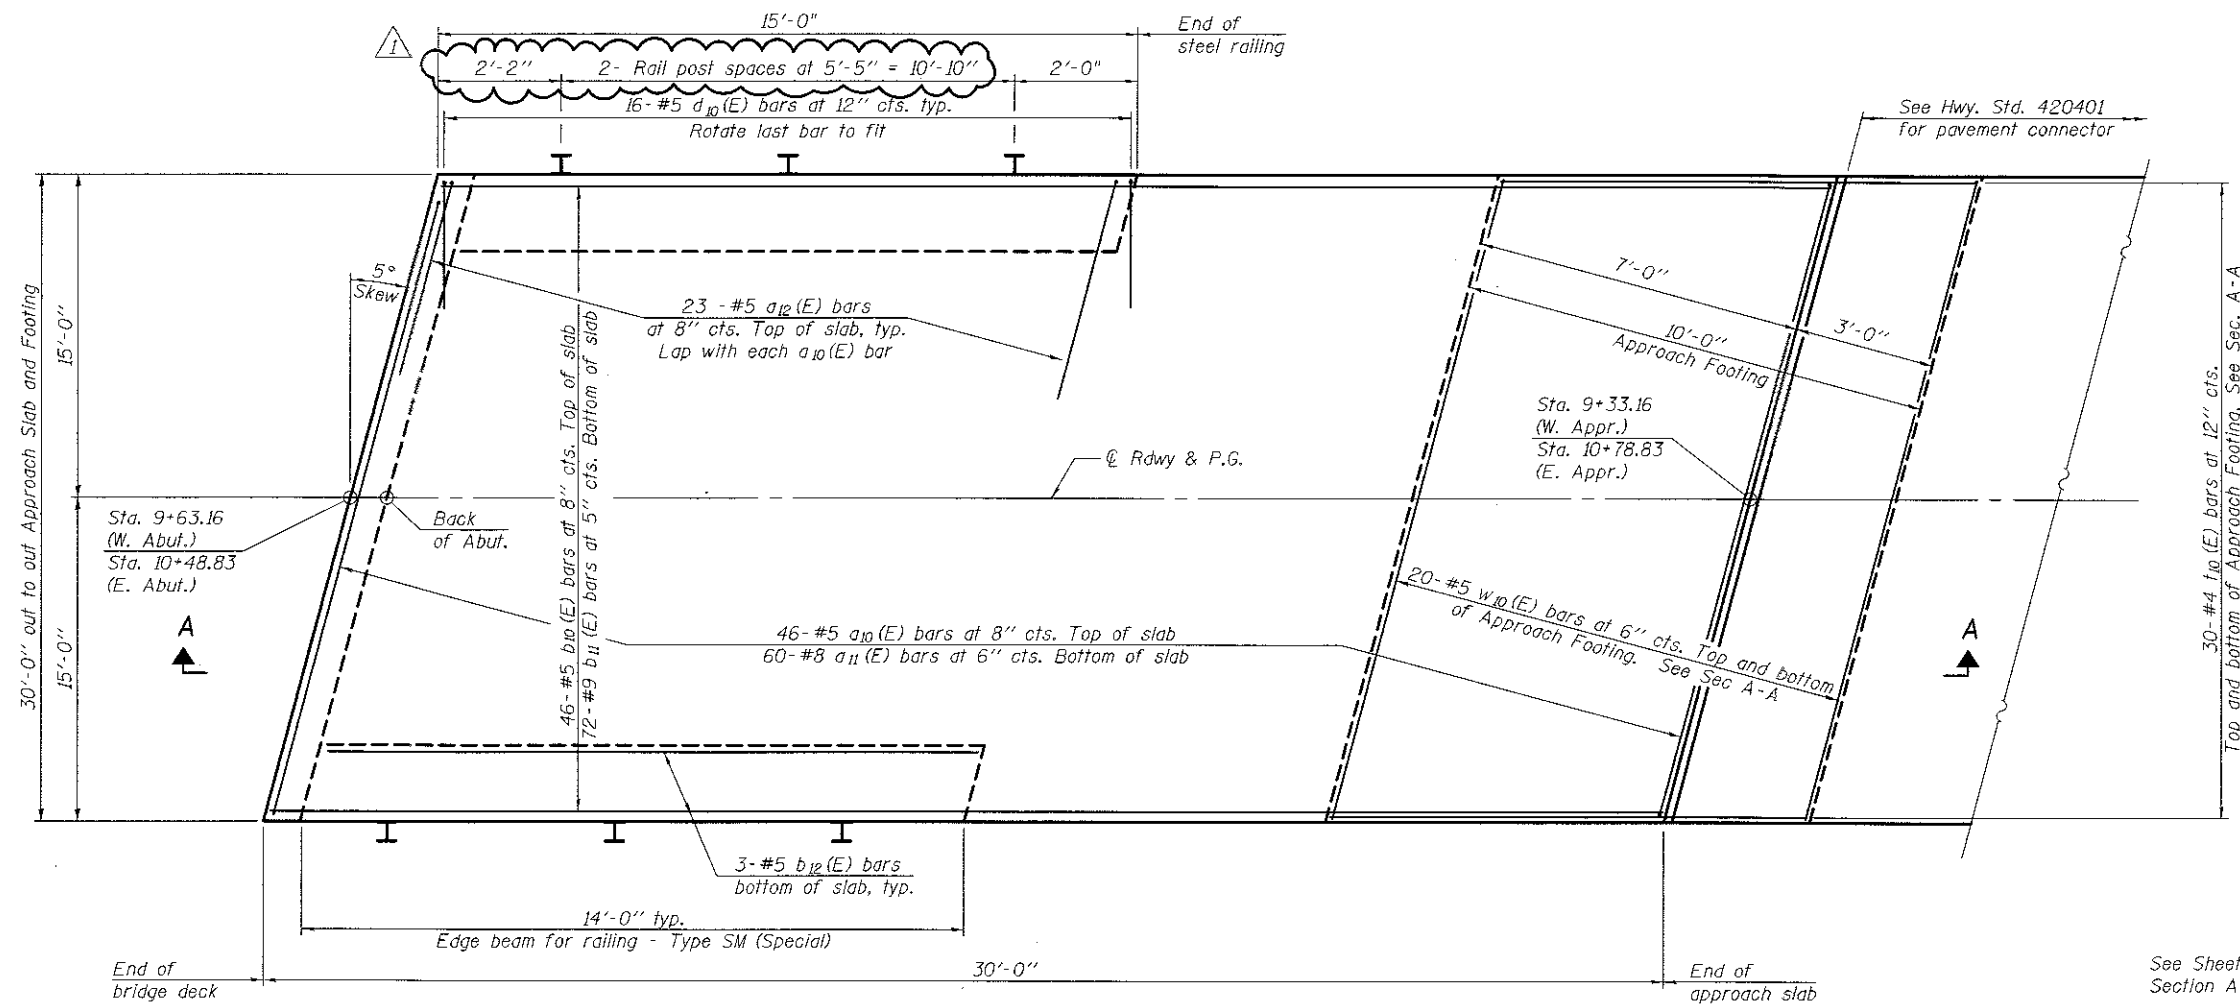 15'-0"
End of
steel railing
1
2'-2" 2- Rail post spaces at 5'-5" = 10'-10" 2'-0"
16-#5 d10(E) bars at 12" cts. typ.
Rotate last bar to fit
See Hwy. Std. 420401
for pavement connector
30'-0" out to out Approach Slab and Footing
15'-0"
15'-0"
5°
Skew
23 -#5 a12(E) bars
at 8" cts. Top of slab, typ.
Lap with each a10(E) bar
46-#5 b10(E) bars at 8" cts. Top of slab
72-#9 b11(E) bars at 5" cts. Bottom of slab
7'-0"
3'-0"
10'-0"
Approach Footing
Sta. 9+33.16
(W. Appr.)
Sta. 10+78.83
(E. Appr.)
℄ Rdwy & P.G.
Sta. 9+63.16
(W. Abut.)
Sta. 10+48.83
(E. Abut.)
Back
of Abut.
A
46-#5 a10(E) bars at 8" cts. Top of slab
60-#8 a11(E) bars at 6" cts. Bottom of slab
20-#5 w10(E) bars at 6" cts. Top and bottom
of Approach Footing. See Sec A-A
A
30-#4 t10(E) bars at 12" cts.
Top and bottom of Approach Footing. See Sec. A-A
3-#5 b12(E) bars
bottom of slab, typ.
14'-0" typ.
Edge beam for railing - Type SM (Special)
End of
bridge deck
30'-0"
End of
approach slab
See Sheet
Section A